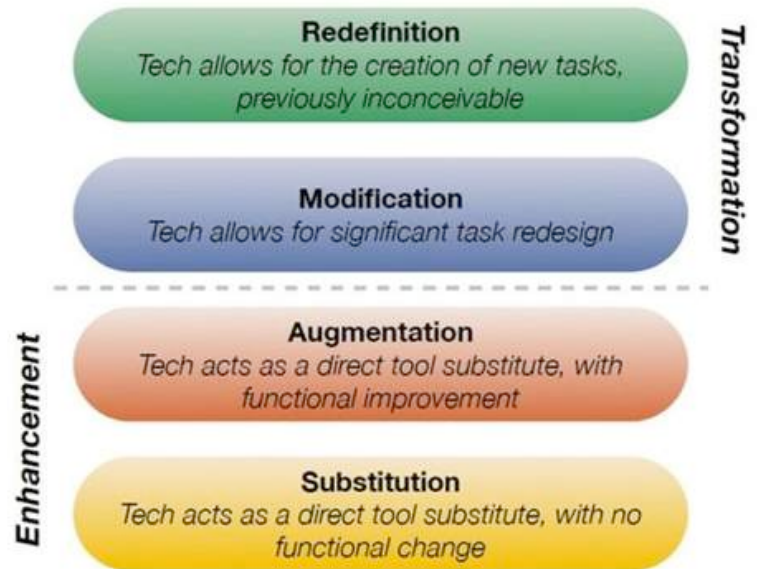 Redefinition
Tech allows for the creation of new tasks,
previously inconceivable
Transformation
Modification
Tech allows for significant task redesign
Augmentation
Tech acts as a direct tool substitute, with
functional improvement
Enhancement
Substitution
Tech acts as a direct tool substitute, with no
functional change